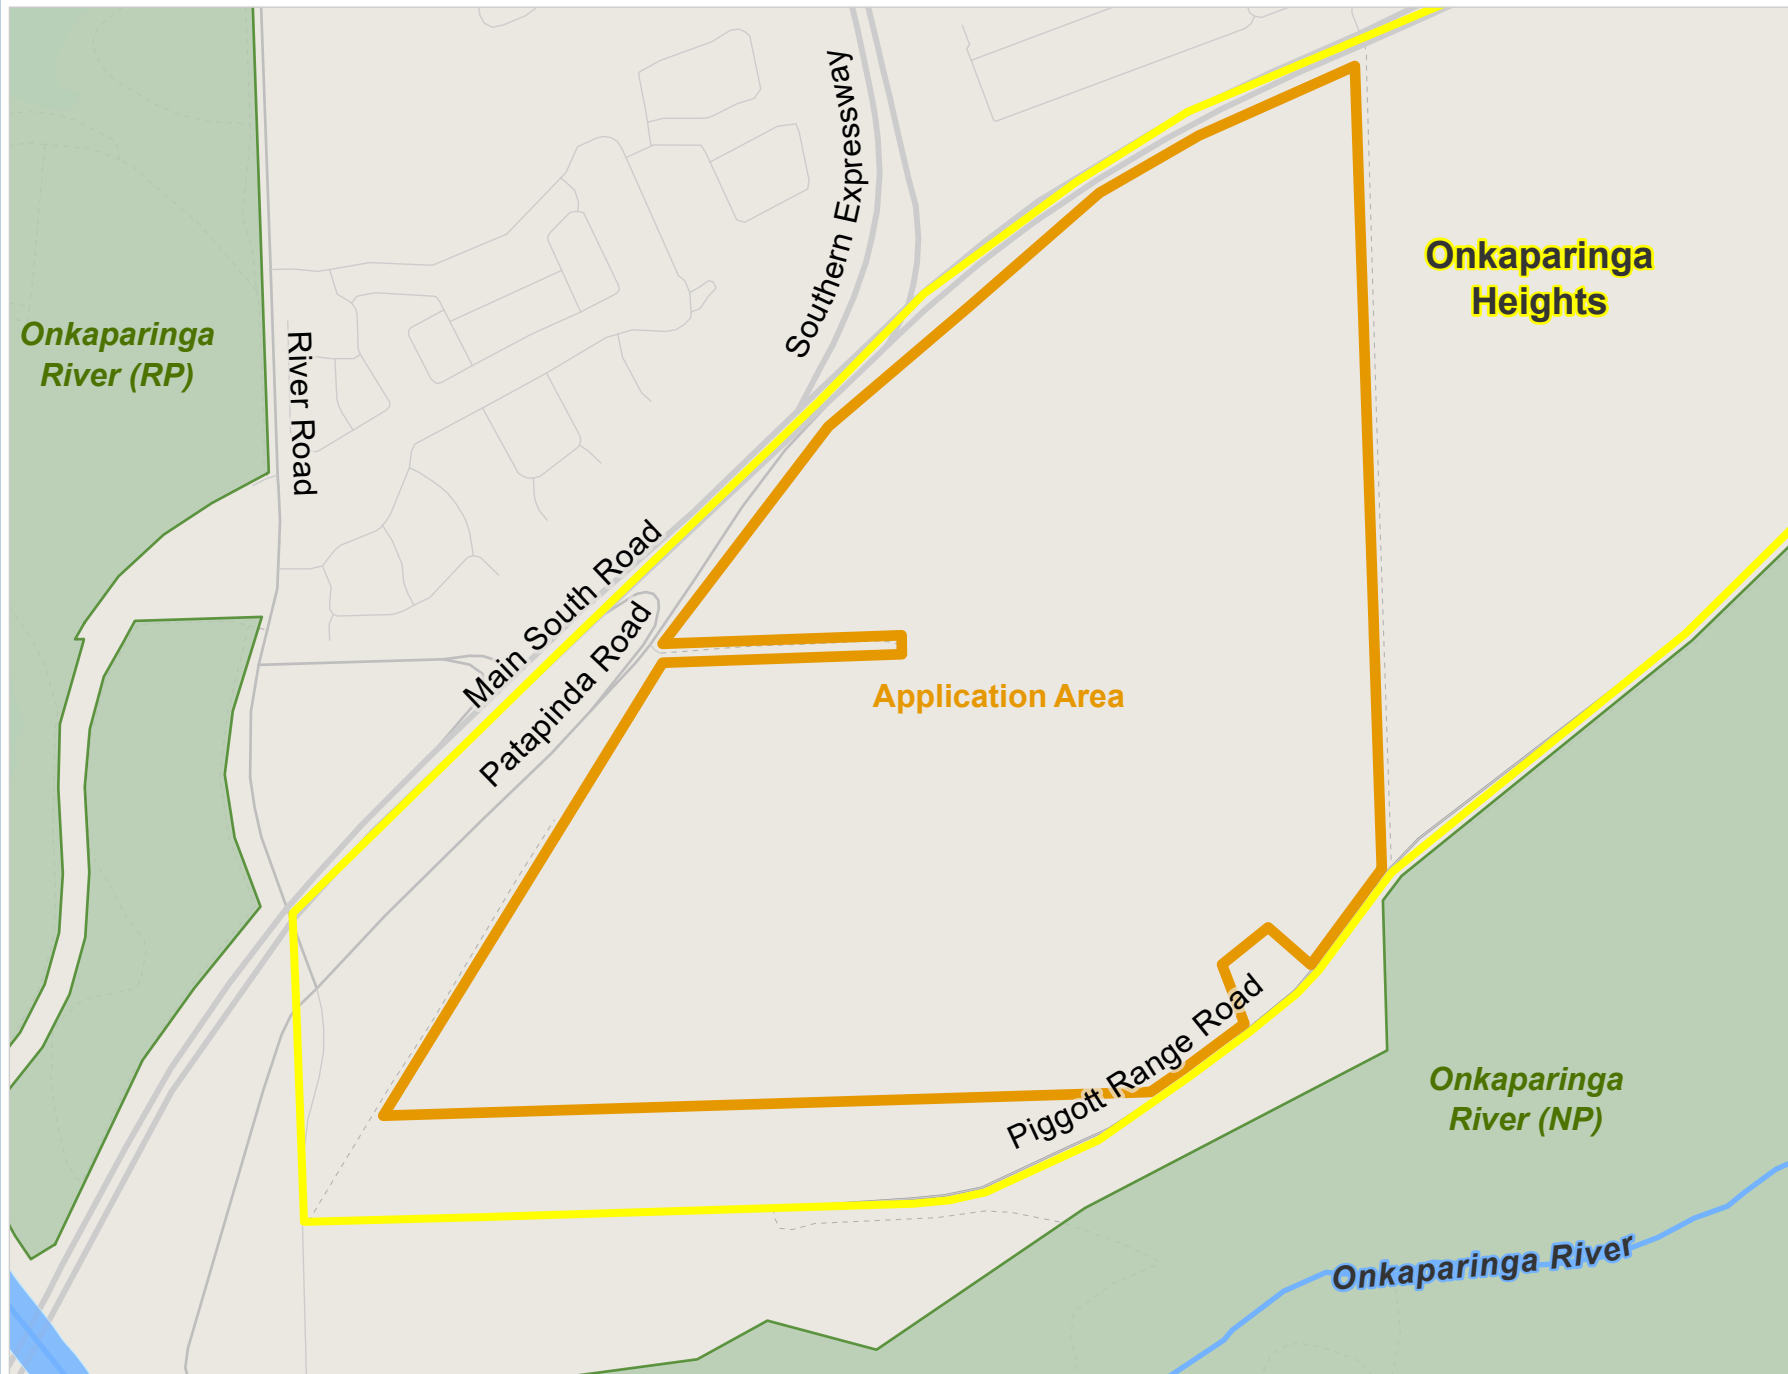 Southern Expressway
Onkaparinga
Heights
Onkaparinga
River (RP)
River Road
Main South Road
Patapinda Road
Application Area
Piggott Range Road
Onkaparinga
River (NP)
Onkaparinga River